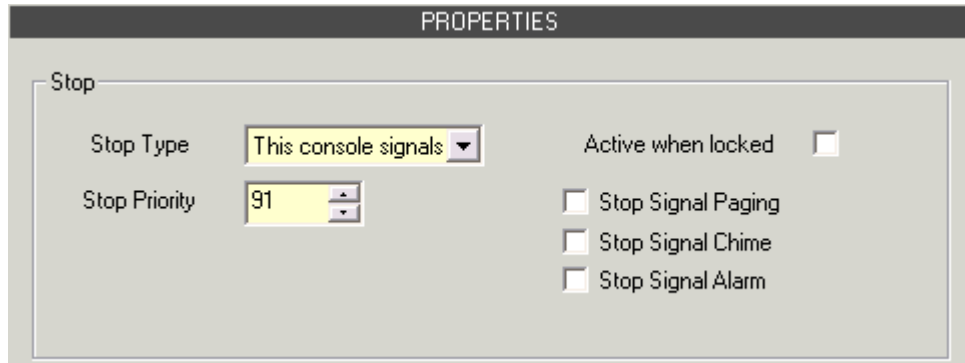 PROPERTIES
Stop
Stop Type This console signals Active when locked
Stop Priority 91 Stop Signal Paging
Stop Signal Chime
Stop Signal Alarm